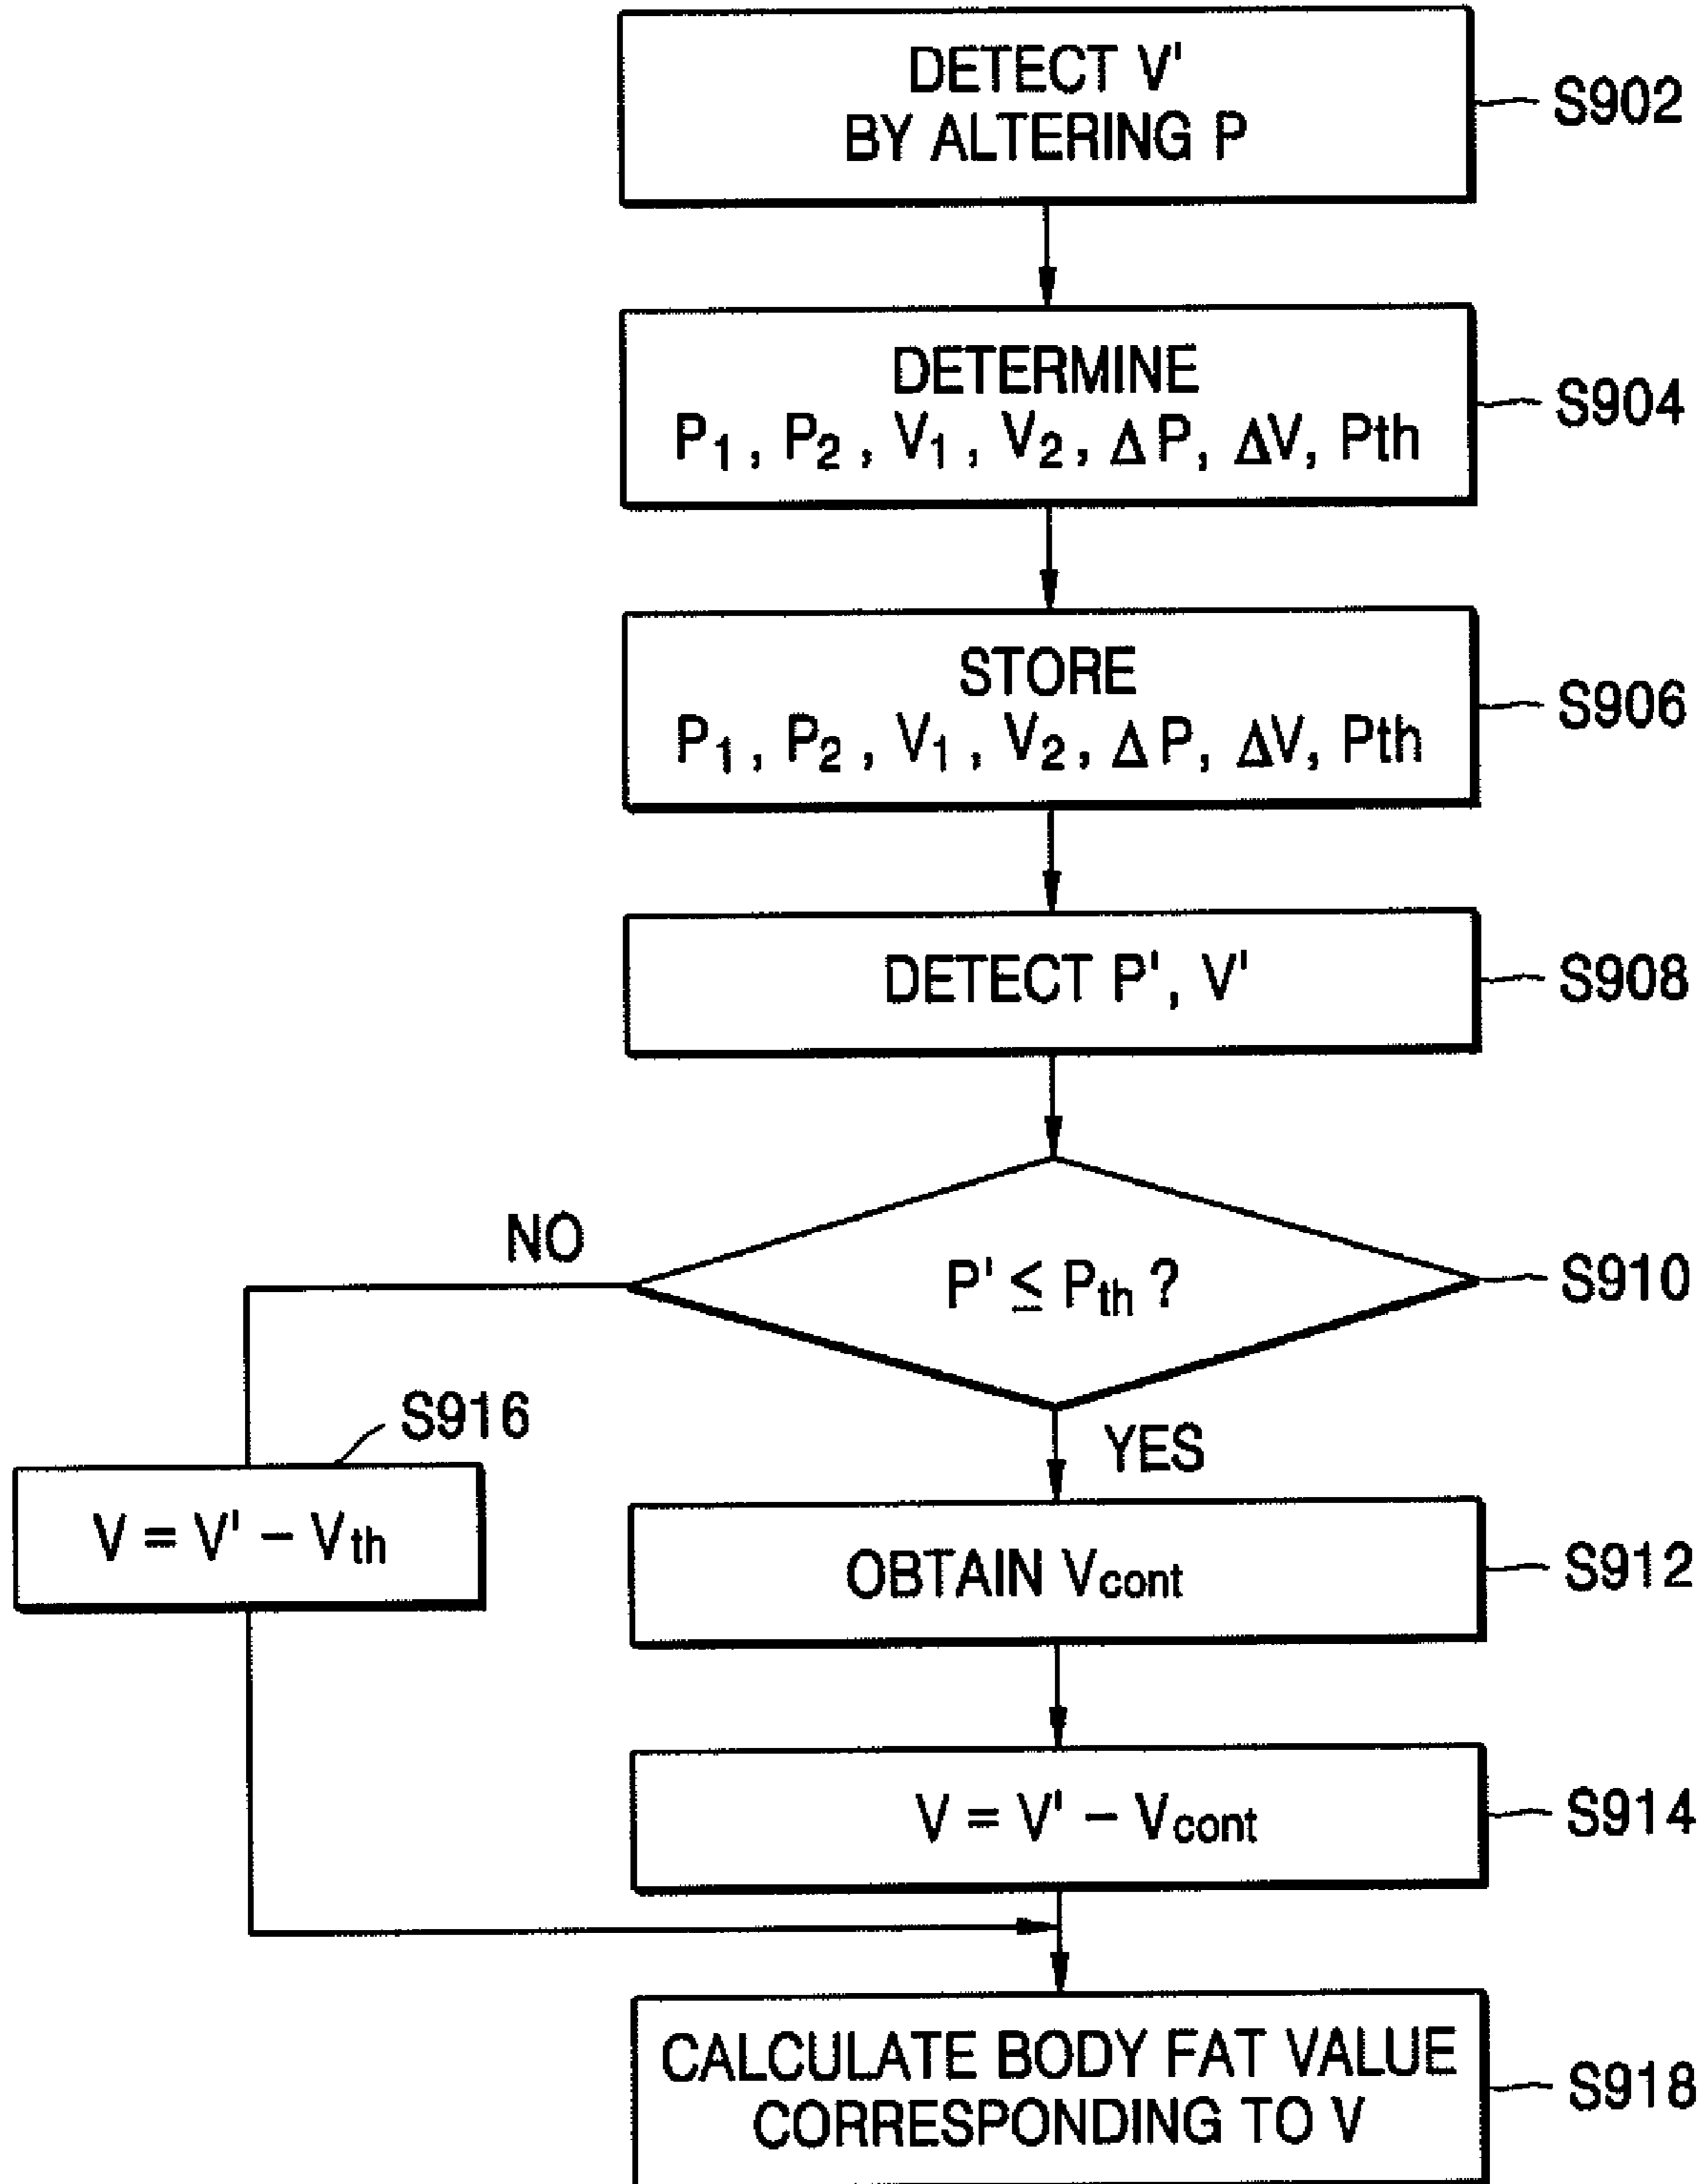 DETECT V'
BY ALTERING P
S902
DETERMINE
P1, P2, V1, V2, ΔP, ΔV, Pth
S904
STORE
P1, P2, V1, V2, ΔP, ΔV, Pth
S906
DETECT P', V'
S908
P' ≤ Pth ?
S910
NO
YES
S916
V = V' − Vth
OBTAIN Vcont
S912
V = V' − Vcont
S914
CALCULATE BODY FAT VALUE
CORRESPONDING TO V
S918